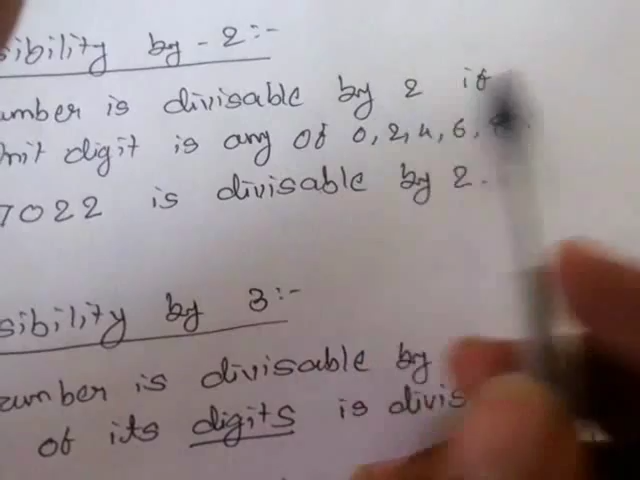 sibility by - 2:-
umber is divisable by 2 if
nit digit is any of 0, 2, 4, 6,
7022 is divisable by 2.
sibility by 3:-
number is divisable by
of its digits is divis